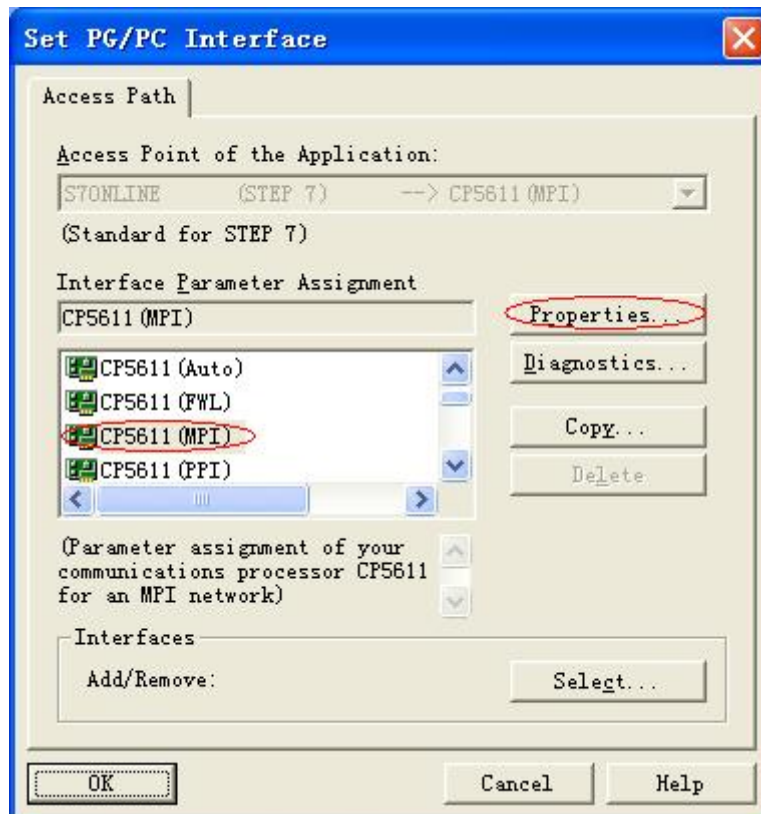 Set PG/PC Interface
Access Path
Access Point of the Application:
S7ONLINE (STEP 7) --> CP5611(MPI)
(Standard for STEP 7)
Interface Parameter Assignment
CP5611(MPI)
Properties...
CP5611(Auto)
Diagnostics...
CP5611(FWL)
CP5611(MPI)
Copy...
CP5611(PPI)
Delete
(Parameter assignment of your
communications processor CP5611
for an MPI network)
Interfaces
Add/Remove:
Select...
OK
Cancel
Help